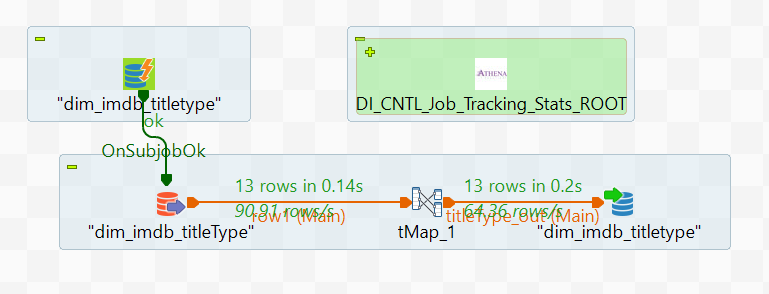 "dim_imdb_titletype"
ok
OnSubjobOk
ATHENA
DI_CNTL_Job_Tracking_Stats_ROOT
13 rows in 0.14s
90.91 rows/s
row1 (Main)
13 rows in 0.2s
64.36 rows/s
titleType_out (Main)
"dim_imdb_titleType"
tMap_1
"dim_imdb_titletype"